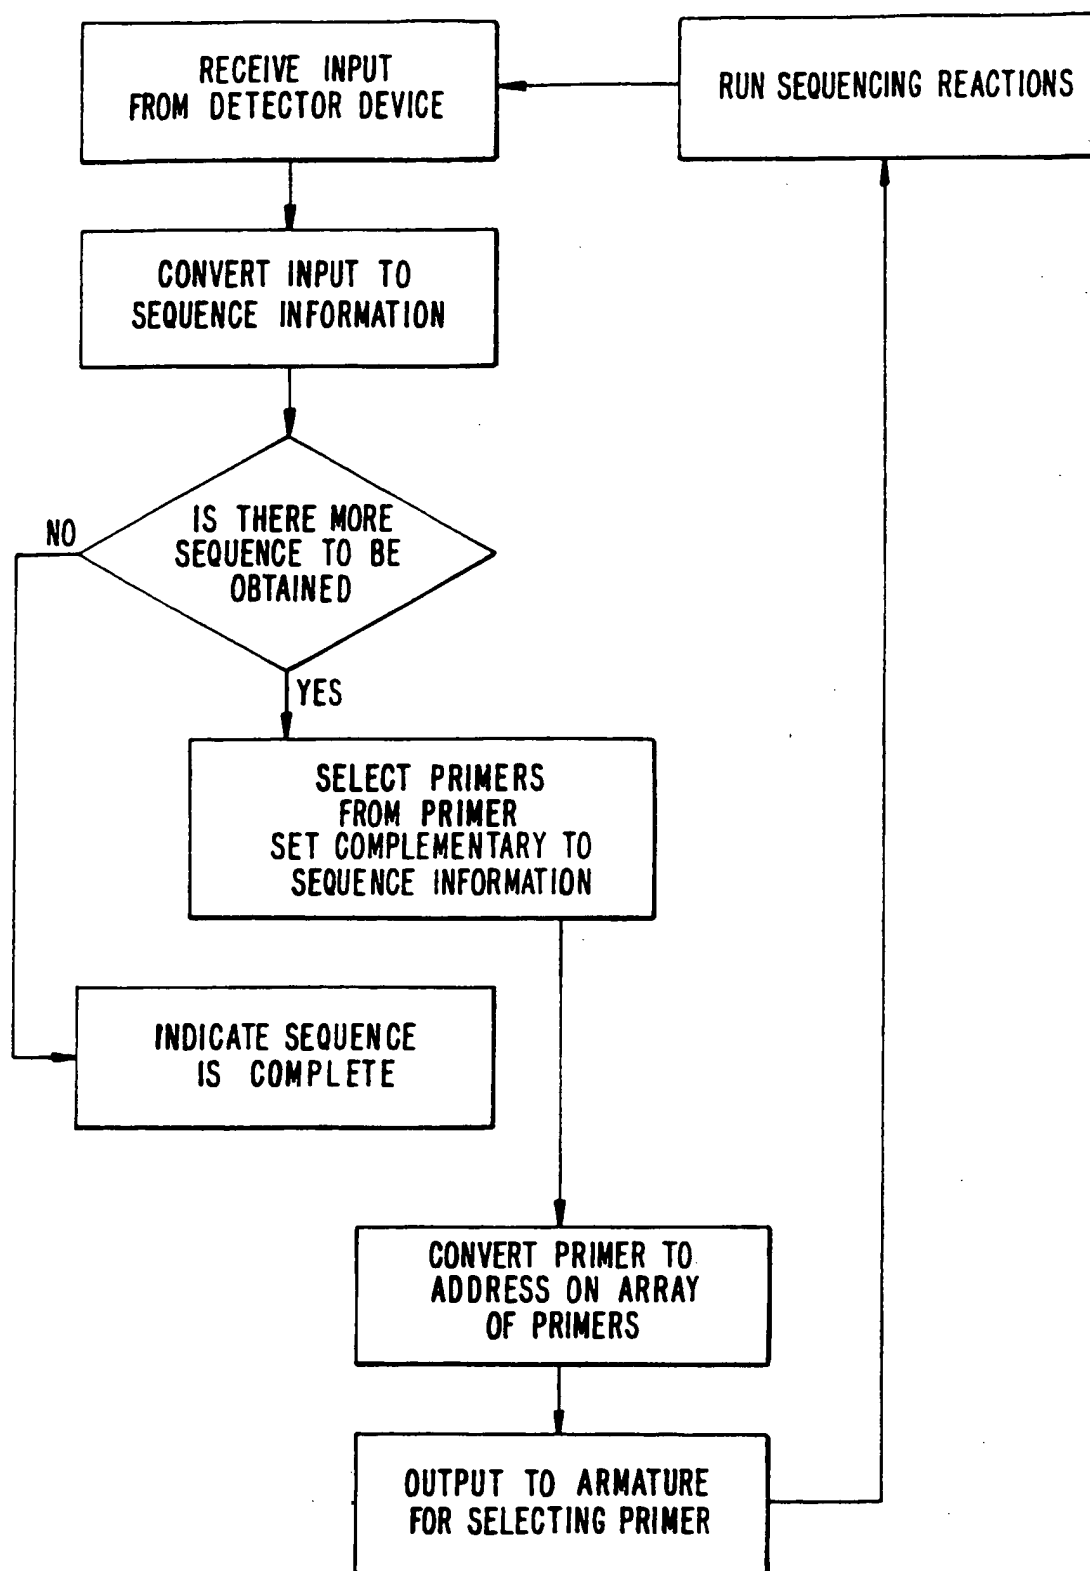 RECEIVE INPUT
FROM DETECTOR DEVICE
RUN SEQUENCING REACTIONS
CONVERT INPUT TO
SEQUENCE INFORMATION
IS THERE MORE
SEQUENCE TO BE
OBTAINED
NO
YES
SELECT PRIMERS
FROM PRIMER
SET COMPLEMENTARY TO
SEQUENCE INFORMATION
INDICATE SEQUENCE
IS COMPLETE
CONVERT PRIMER TO
ADDRESS ON ARRAY
OF PRIMERS
OUTPUT TO ARMATURE
FOR SELECTING PRIMER